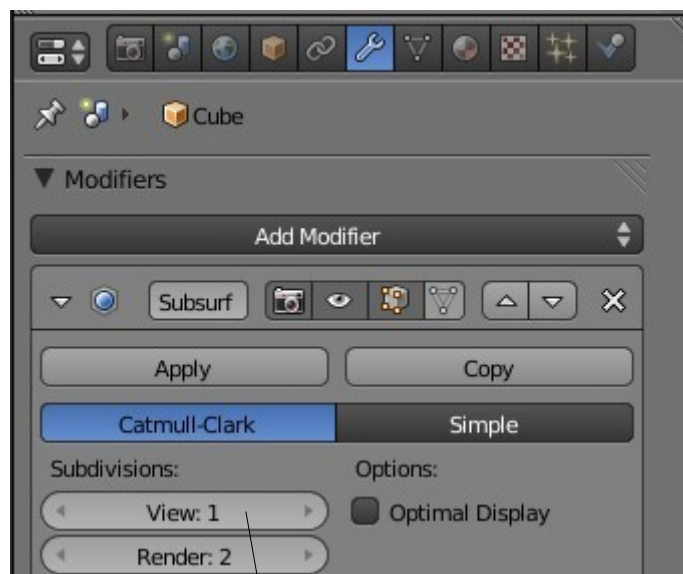 Cube
Modifiers
Add Modifier
Subsurf
Apply Copy
Catmull-Clark Simple
Subdivisions: Options:
View: 1 Optimal Display
Render: 2